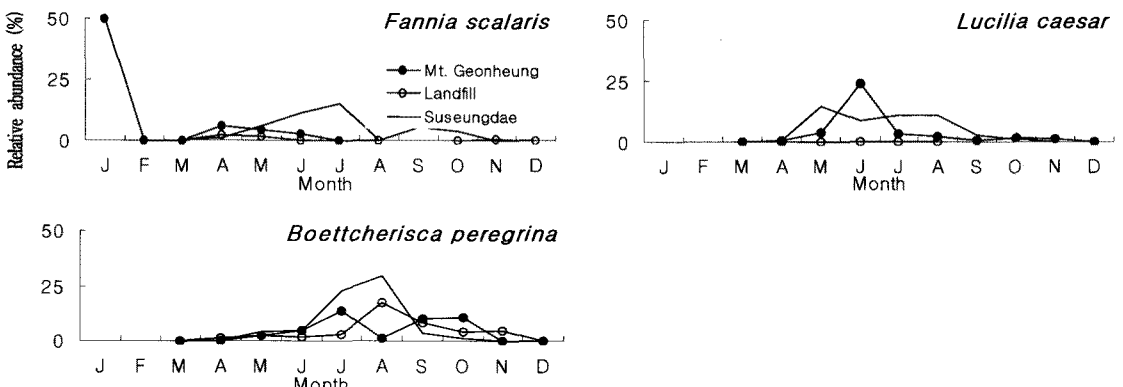 Relative abundance (%)
50
25
0
Fannia scalaris
Mt. Geonheung
Landfill
Suseungdae
J F M A M J J A S O N D
Month
50
25
0
Lucilia caesar
J F M A M J J A S O N D
Month
50
25
0
Boettcherisca peregrina
J F M A M J J A S O N D
Month